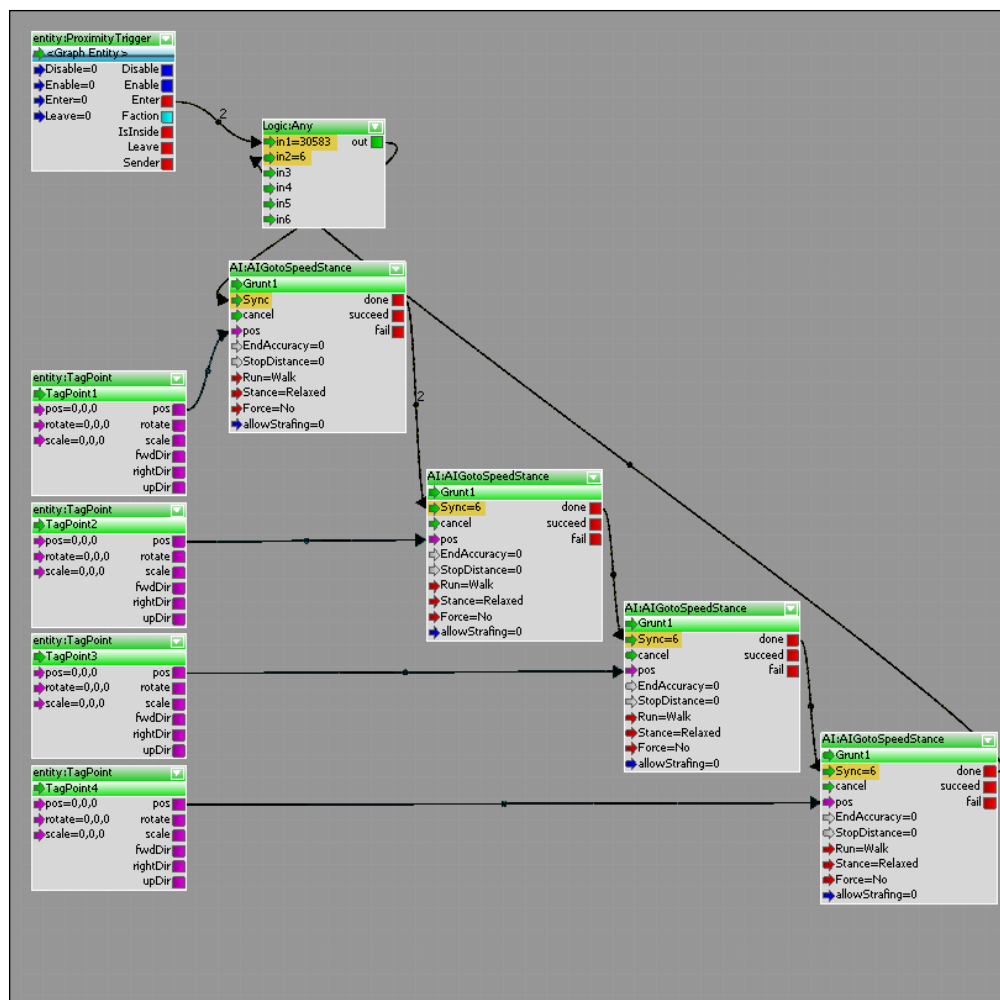 entity:ProximityTrigger
<Graph Entity>
Disable=0 Disable
Enable=0 Enable
Enter=0 Enter
Leave=0 Faction
IsInside
Leave
Sender
2
Logic:Any
in1=30583 out
in2=6
in3
in4
in5
in6
AI:AIGotoSpeedStance
Grunt1
Sync done
cancel succeed
pos fail
EndAccuracy=0
StopDistance=0
Run=Walk
Stance=Relaxed
Force=No
allowStrafing=0
2
entity:TagPoint
TagPoint1
pos=0,0,0 pos
rotate=0,0,0 rotate
scale=0,0,0 scale
fwdDir
rightDir
upDir
AI:AIGotoSpeedStance
Grunt1
Sync=6 done
cancel succeed
pos fail
EndAccuracy=0
StopDistance=0
Run=Walk
Stance=Relaxed
Force=No
allowStrafing=0
entity:TagPoint
TagPoint2
pos=0,0,0 pos
rotate=0,0,0 rotate
scale=0,0,0 scale
fwdDir
rightDir
upDir
AI:AIGotoSpeedStance
Grunt1
Sync=6 done
cancel succeed
pos fail
EndAccuracy=0
StopDistance=0
Run=Walk
Stance=Relaxed
Force=No
allowStrafing=0
entity:TagPoint
TagPoint3
pos=0,0,0 pos
rotate=0,0,0 rotate
scale=0,0,0 scale
fwdDir
rightDir
upDir
AI:AIGotoSpeedStance
Grunt1
Sync=6 done
cancel succeed
pos fail
EndAccuracy=0
StopDistance=0
Run=Walk
Stance=Relaxed
Force=No
allowStrafing=0
entity:TagPoint
TagPoint4
pos=0,0,0 pos
rotate=0,0,0 rotate
scale=0,0,0 scale
fwdDir
rightDir
upDir